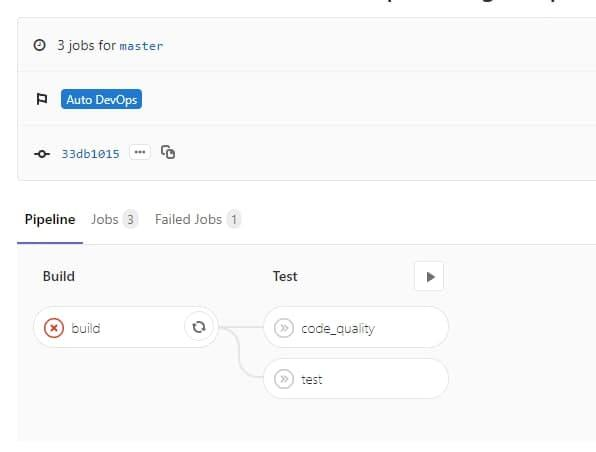 3 jobs for master
Auto DevOps
33db1015
Pipeline Jobs 3 Failed Jobs 1
Build Test
build code_quality
test